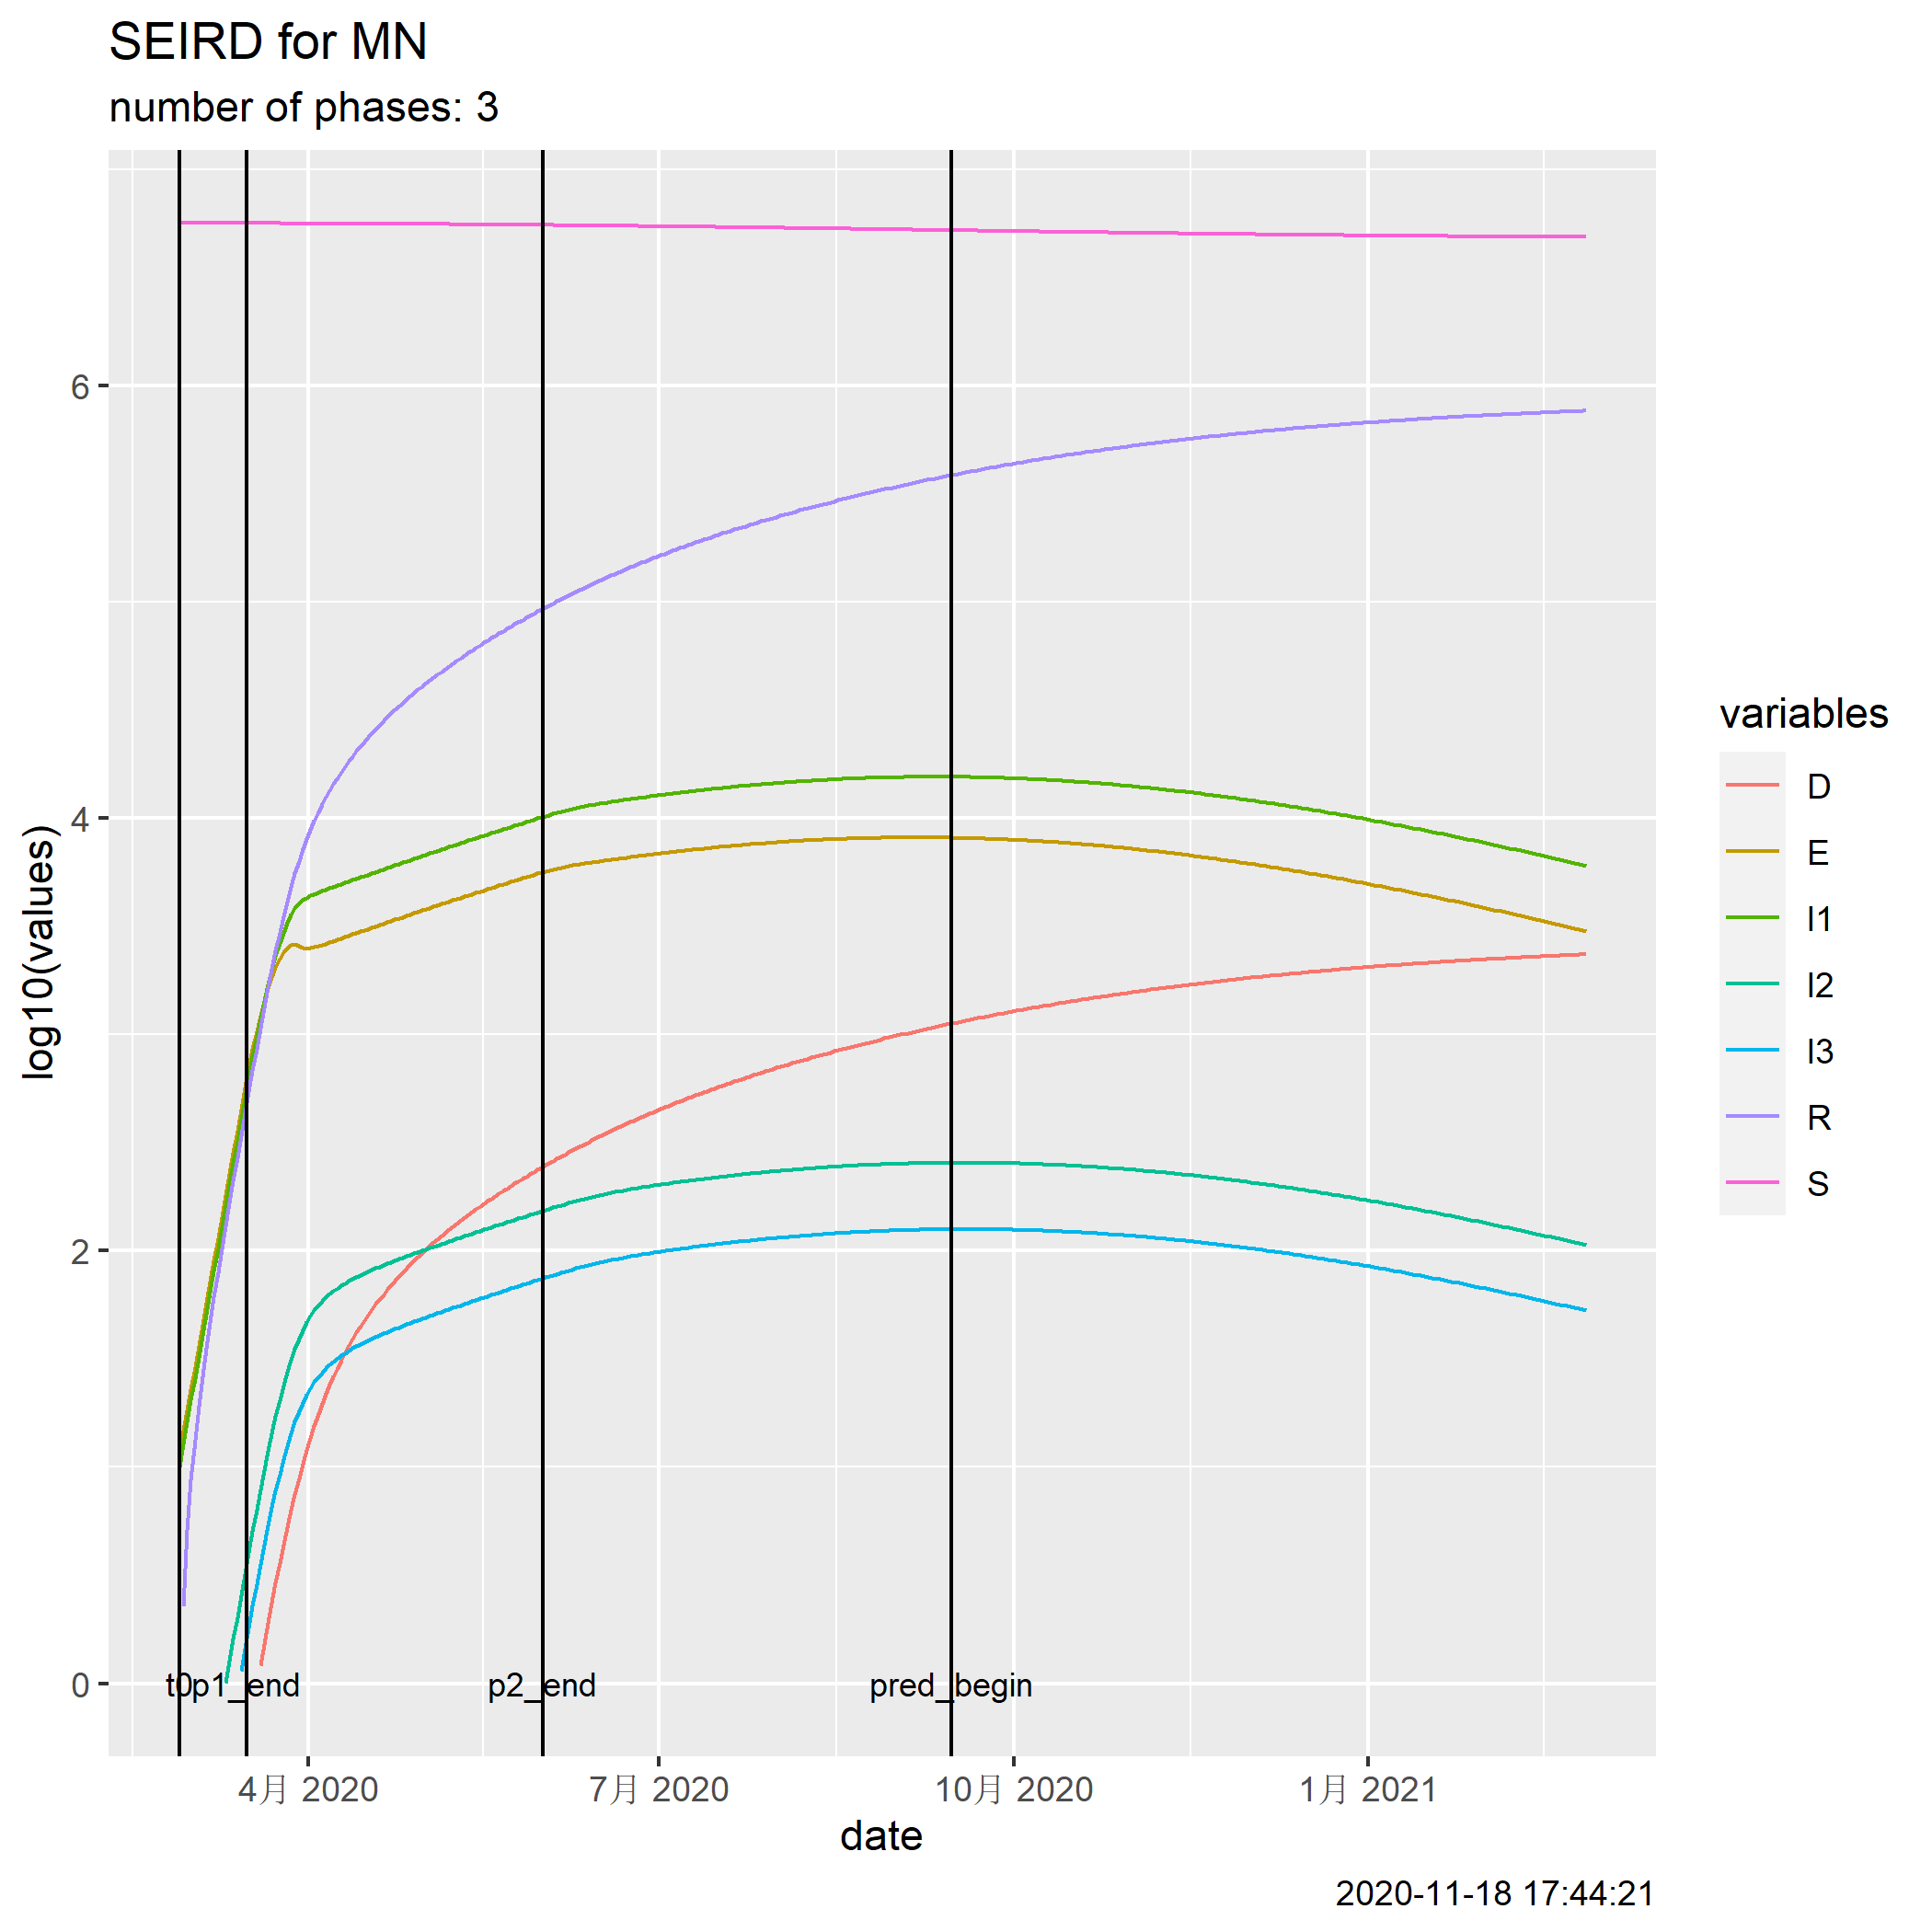 SEIRD for MN
number of phases: 3
log10(values)
6
4
2
0
t0
p1_end
p2_end
pred_begin
4月 2020
7月 2020
10月 2020
1月 2021
date
variables
D
E
I1
I2
I3
R
S
2020-11-18 17:44:21